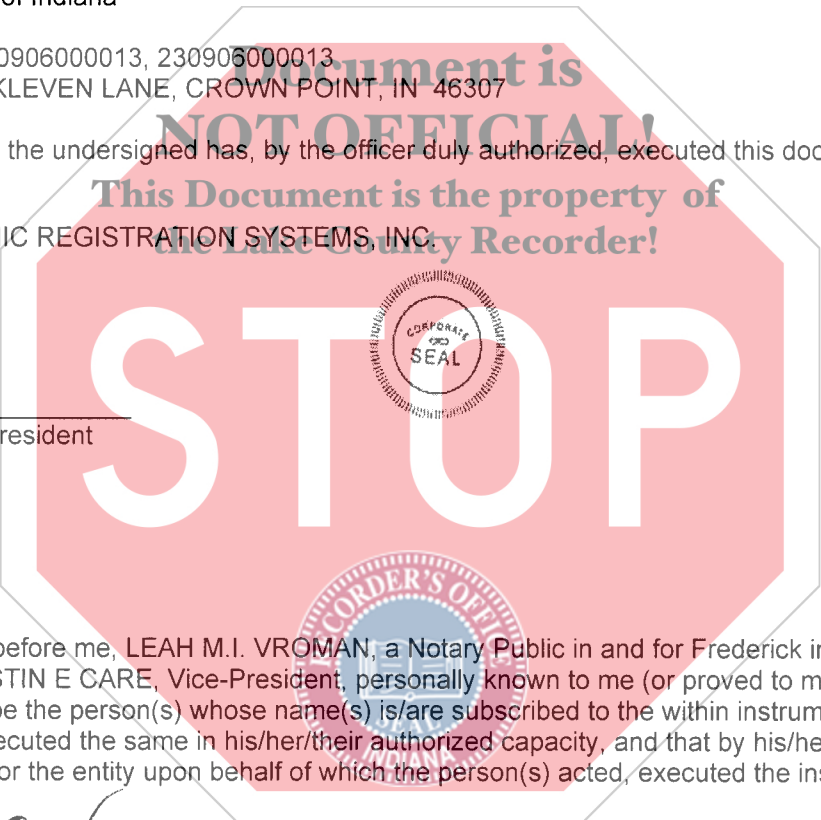 of Indiana
0906000013, 230906000013
KLEVEN LANE, CROWN POINT, IN 46307
Document is
NOT OFFICIAL!
the undersigned has, by the officer duly authorized, executed this doc
This Document is the property of
the Lake County Recorder!
IC REGISTRATION SYSTEMS, INC.
CORPORATE
SEAL
STOP
resident
RECORDER'S OFFICE
SEAL
INDIANA
before me, LEAH M.I. VROMAN, a Notary Public in and for Frederick in
STIN E CARE, Vice-President, personally known to me (or proved to m
be the person(s) whose name(s) is/are subscribed to the within instrum
ecuted the same in his/her/their authorized capacity, and that by his/he
or the entity upon behalf of which the person(s) acted, executed the ins